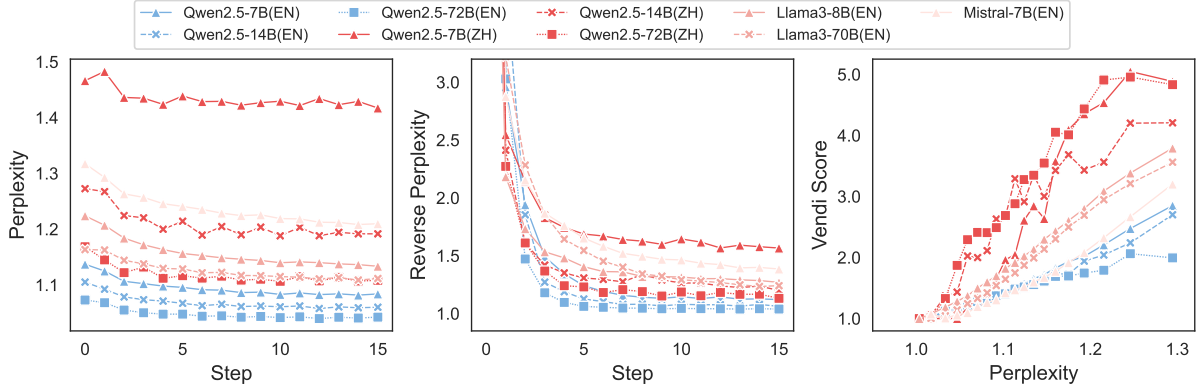 Qwen2.5-7B(EN) Qwen2.5-72B(EN) Qwen2.5-14B(ZH) Llama3-8B(EN) Mistral-7B(EN)
Qwen2.5-14B(EN) Qwen2.5-7B(ZH) Qwen2.5-72B(ZH) Llama3-70B(EN)
Perplexity
1.5
1.4
1.3
1.2
1.1
0 5 10 15
Step
Reverse Perplexity
3.0
2.5
2.0
1.5
1.0
0 5 10 15
Step
Vendi Score
5.0
4.0
3.0
2.0
1.0
1.0 1.1 1.2 1.3
Perplexity